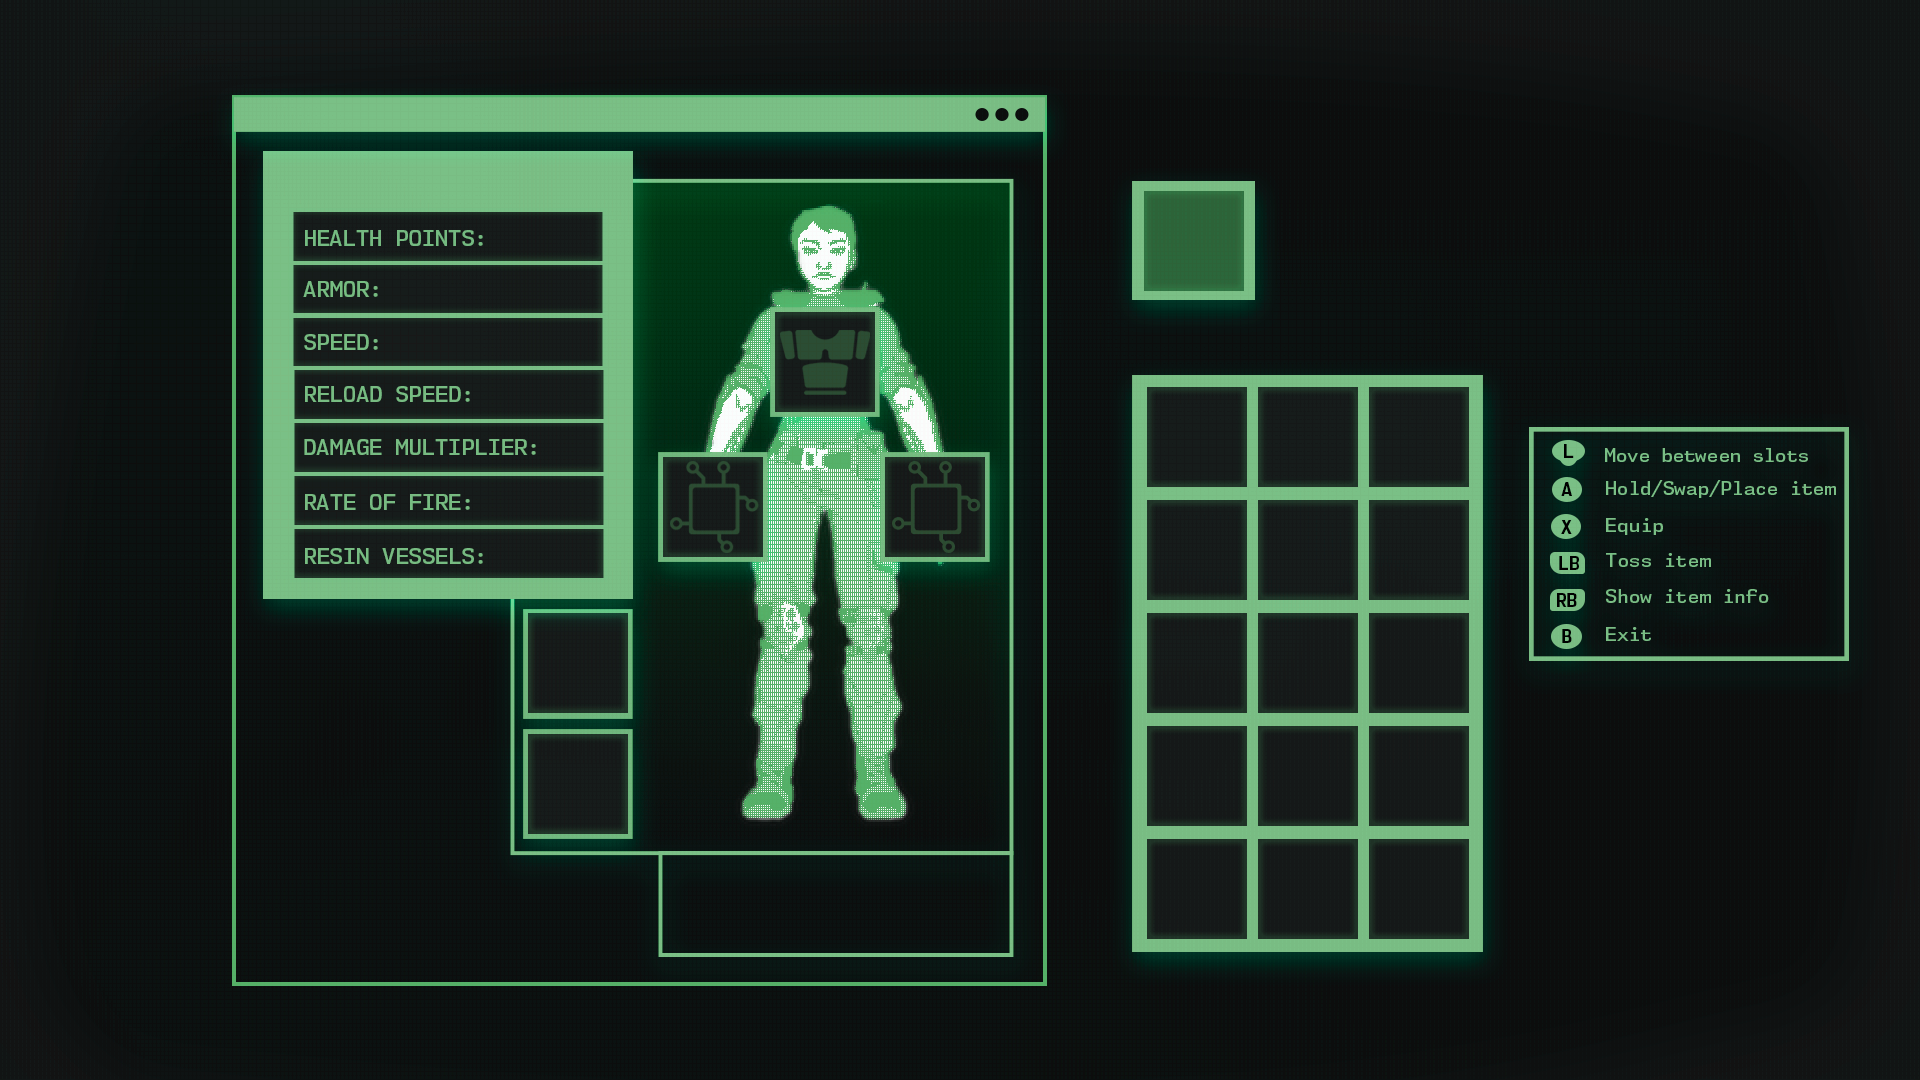 HEALTH POINTS:
ARMOR:
SPEED:
RELOAD SPEED:
DAMAGE MULTIPLIER:
RATE OF FIRE:
RESIN VESSELS:
L Move between slots
A Hold/Swap/Place item
X Equip
LB Toss item
RB Show item info
B Exit